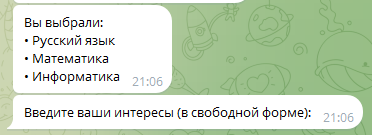 Вы выбрали:
• Русский язык
• Математика
• Информатика
21:06
Введите ваши интересы (в свободной форме):
21:06